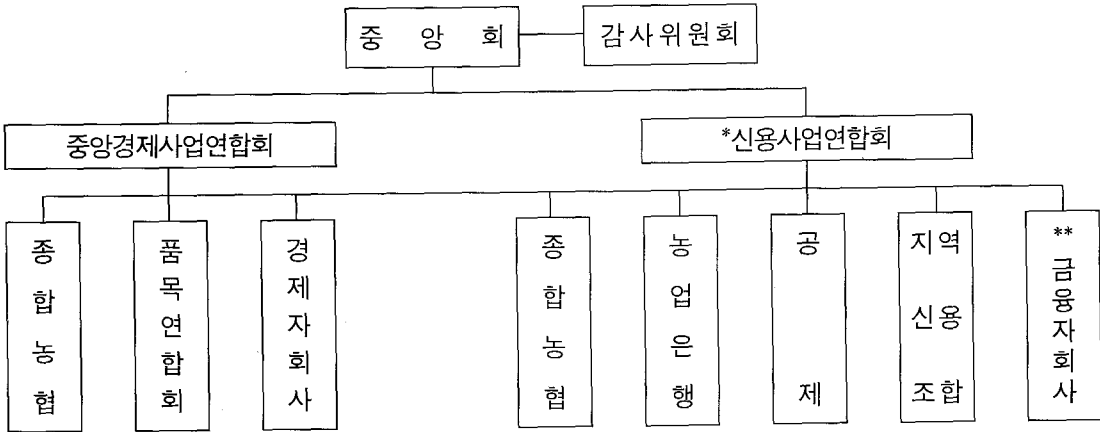 중앙회
감사위원회
중앙경제사업연합회
*신용사업연합회
종합농협
품목연합회
경제자회사
종합농협
농업은행
공제
지역
신용
조합
**금융자회사